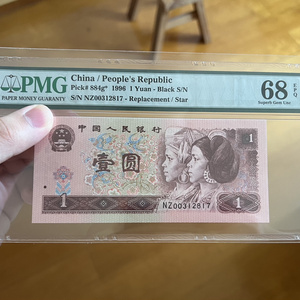 PMG
PAPER MONEY GUARANTY
China / People's Republic
Pick# 884g* 1996 1 Yuan - Black S/N
S/N NZ00312817 - Replacement / Star
68 EPQ
Superb Gem Unc
中国人民银行
壹圆
1
1
NZ00312817